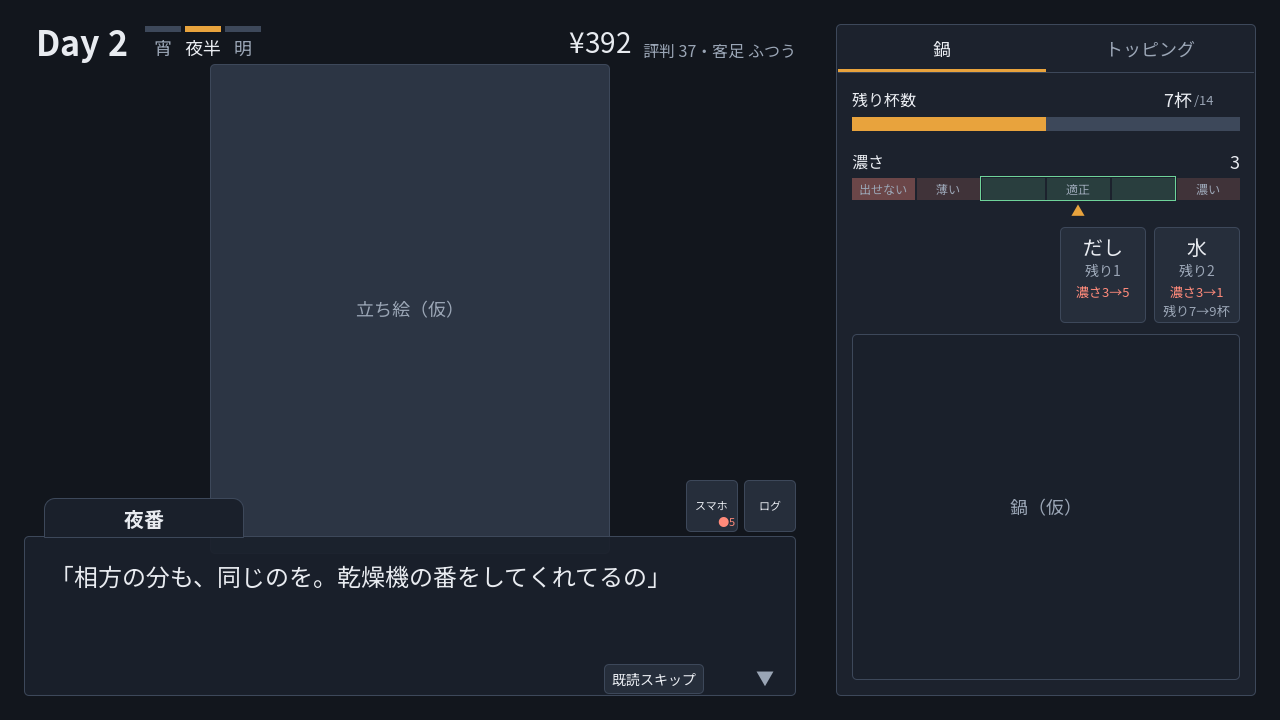 Day 2
宵 夜半 明
¥392
評判 37・客足 ふつう
立ち絵（仮）
スマホ
5
ログ
夜番
「相方の分も、同じのを。乾燥機の番をしてくれてるの」
既読スキップ
▼
鍋
トッピング
残り杯数
7杯/14
濃さ
3
出せない
薄い
適正
濃い
だし
残り1
濃さ3→5
水
残り2
濃さ3→1
残り7→9杯
鍋（仮）